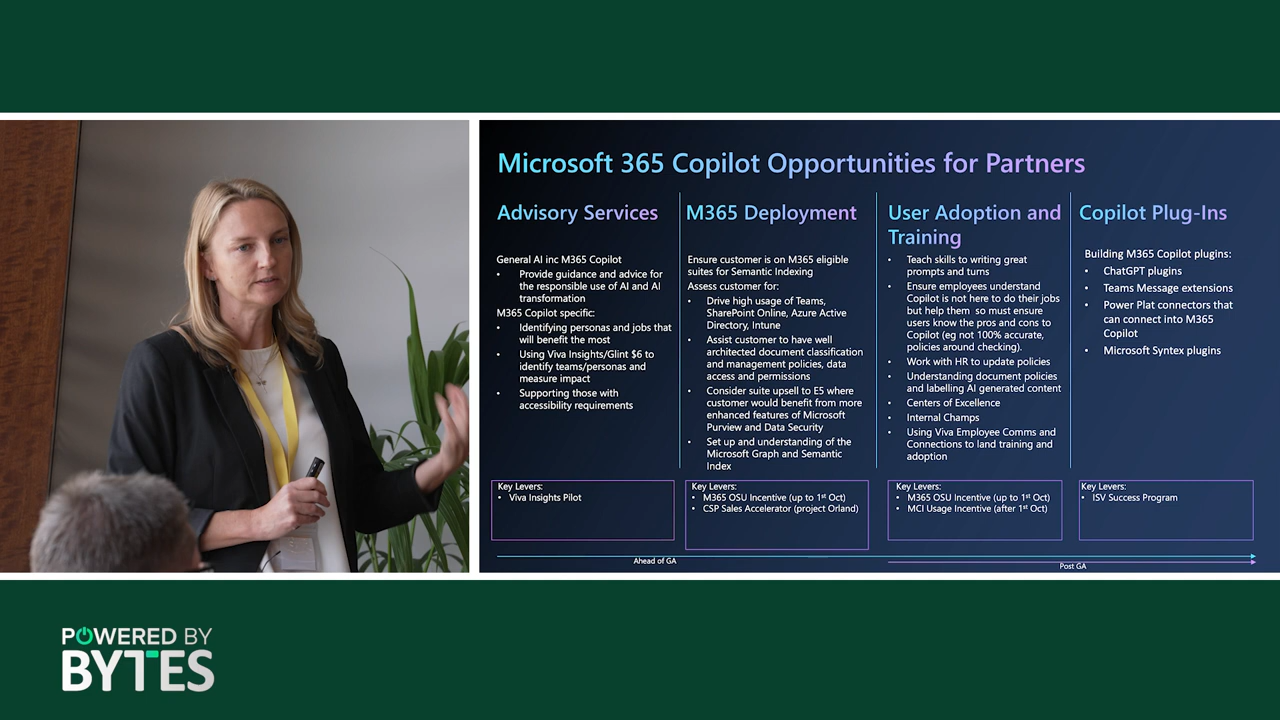 Microsoft 365 Copilot Opportunities for Partners
Advisory Services
General AI inc M365 Copilot
• Provide guidance and advice for
the responsible use of AI and AI
transformation
M365 Copilot specific:
• Identifying personas and jobs that
will benefit the most
• Using Viva Insights/Glint $6 to
identify teams/personas and
measure impact
• Supporting those with
accessibility requirements
Key Levers:
• Viva Insights Pilot
M365 Deployment
Ensure customer is on M365 eligible
suites for Semantic Indexing
Assess customer for:
• Drive high usage of Teams,
SharePoint Online, Azure Active
Directory, Intune
• Assist customer to have well
architected document classification
and management policies, data
access and permissions
• Consider suite upsell to E5 where
customer would benefit from more
enhanced features of Microsoft
Purview and Data Security
• Set up and understanding of the
Microsoft Graph and Semantic
Index
Key Levers:
• M365 OSU Incentive (up to 1st Oct)
• CSP Sales Accelerator (project Orland)
User Adoption and
Training
• Teach skills to writing great
prompts and turns
• Ensure employees understand
Copilot is not here to do their jobs
but help them so must ensure
users know the pros and cons to
Copilot (eg not 100% accurate,
policies around checking).
• Work with HR to update policies
• Understanding document policies
and labelling AI generated content
• Centers of Excellence
• Internal Champs
• Using Viva Employee Comms and
Connections to land training and
adoption
Key Levers:
• M365 OSU Incentive (up to 1st Oct)
• MCI Usage Incentive (after 1st Oct)
Copilot Plug-Ins
Building M365 Copilot plugins:
• ChatGPT plugins
• Teams Message extensions
• Power Plat connectors that
can connect into M365
Copilot
• Microsoft Syntex plugins
Key Levers:
• ISV Success Program
Ahead of GA
Post GA
POWERED BY
BYTES